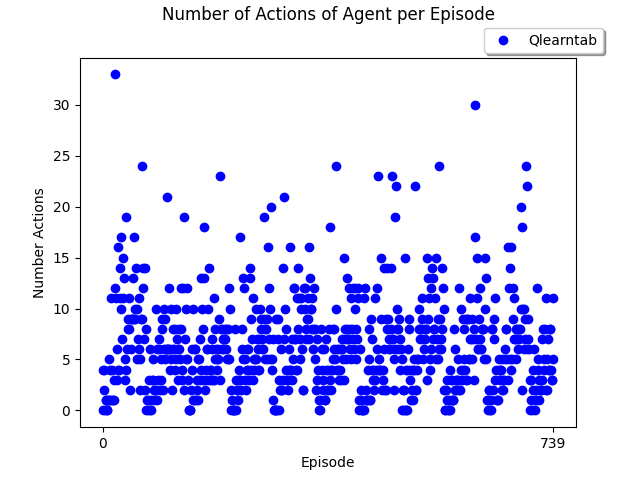 Number of Actions of Agent per Episode
Qlearntab
30
25
20
15
10
5
0
Number Actions
0 739
Episode